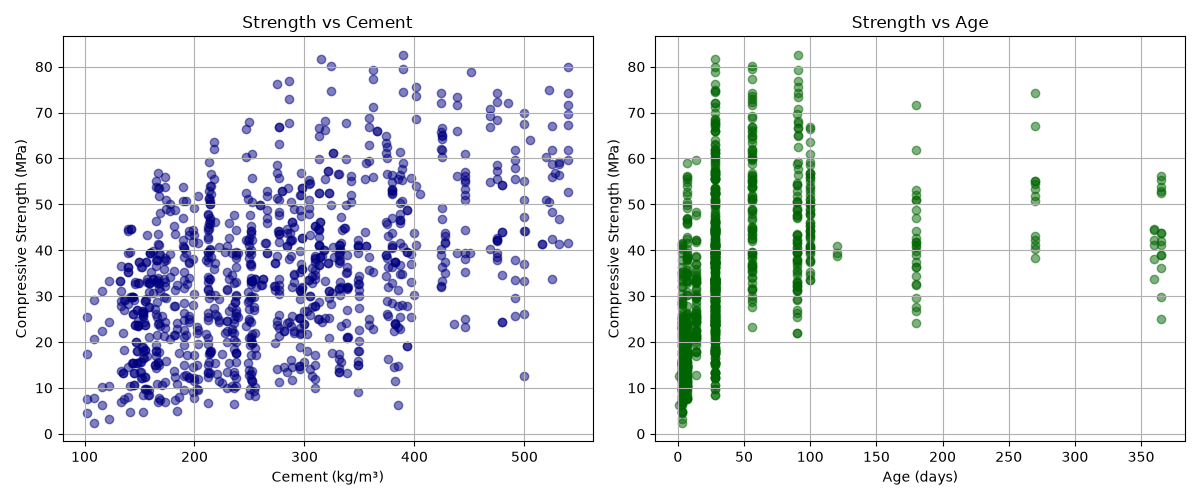 Strength vs Cement
Compressive Strength (MPa)
80
70
60
50
40
30
20
10
0
100 200 300 400 500
Cement (kg/m³)
Strength vs Age
Compressive Strength (MPa)
80
70
60
50
40
30
20
10
0
0 50 100 150 200 250 300 350
Age (days)